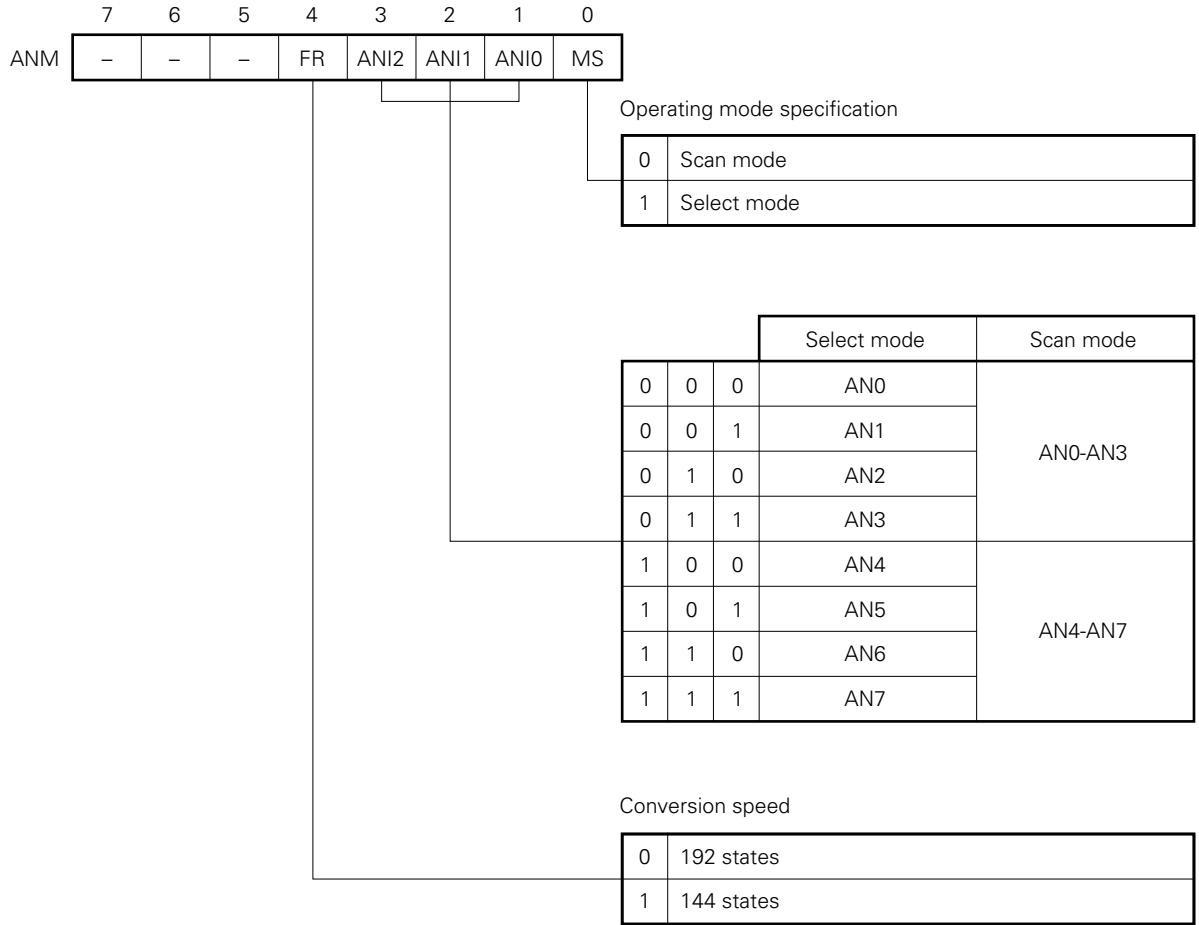 7 6 5 4 3 2 1 0
ANM – – – FR ANI2 ANI1 ANI0 MS
Operating mode specification
0 Scan mode
1 Select mode
Select mode Scan mode
0 0 0 AN0
0 0 1 AN1
AN0-AN3
0 1 0 AN2
0 1 1 AN3
1 0 0 AN4
1 0 1 AN5
AN4-AN7
1 1 0 AN6
1 1 1 AN7
Conversion speed
0 192 states
1 144 states